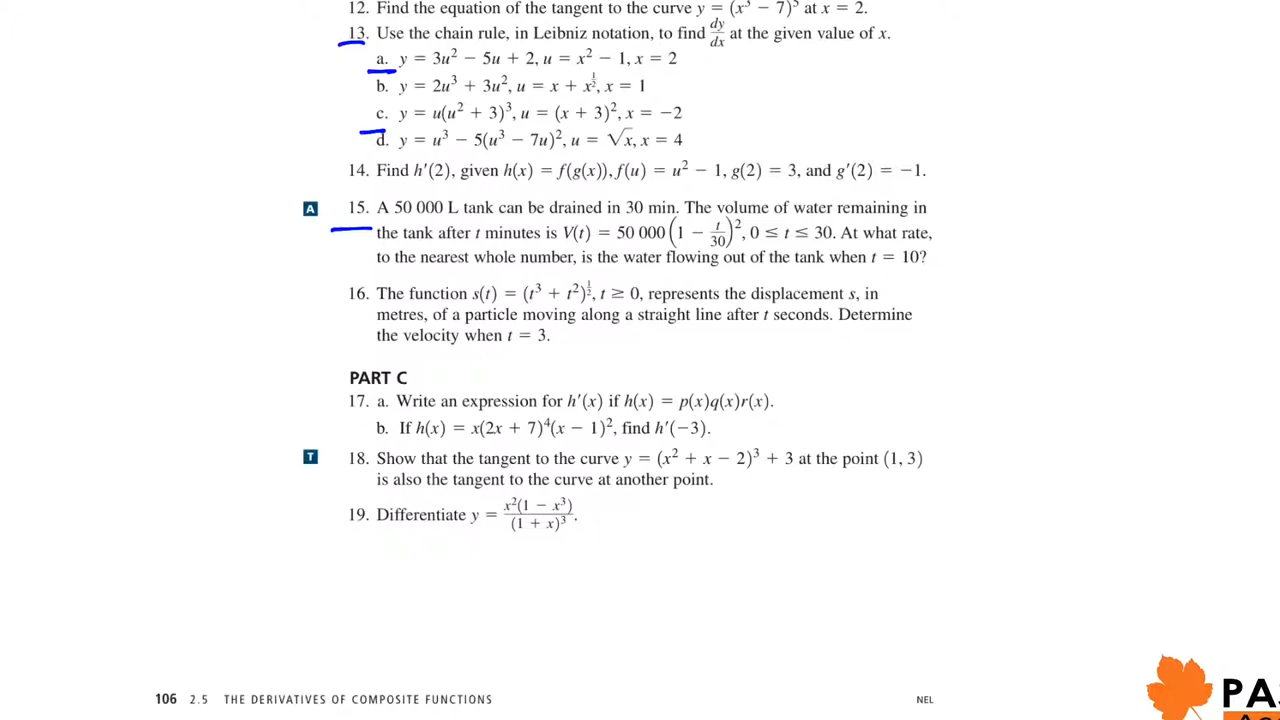 12. Find the equation of the tangent to the curve y = (x³ − 7)⁵ at x = 2.
13. Use the chain rule, in Leibniz notation, to find dy/dx at the given value of x.
a. y = 3u² − 5u + 2, u = x² − 1, x = 2
b. y = 2u³ + 3u², u = x + x^(1/2), x = 1
c. y = u(u² + 3)³, u = (x + 3)², x = −2
d. y = u³ − 5(u³ − 7u)², u = √x, x = 4
14. Find h′(2), given h(x) = f(g(x)), f(u) = u² − 1, g(2) = 3, and g′(2) = −1.
A 15. A 50 000 L tank can be drained in 30 min. The volume of water remaining in
the tank after t minutes is V(t) = 50 000(1 − t/30)², 0 ≤ t ≤ 30. At what rate,
to the nearest whole number, is the water flowing out of the tank when t = 10?
16. The function s(t) = (t³ + t²)^(1/2), t ≥ 0, represents the displacement s, in
metres, of a particle moving along a straight line after t seconds. Determine
the velocity when t = 3.
PART C
17. a. Write an expression for h′(x) if h(x) = p(x)q(x)r(x).
b. If h(x) = x(2x + 7)⁴(x − 1)², find h′(−3).
T 18. Show that the tangent to the curve y = (x² + x − 2)³ + 3 at the point (1, 3)
is also the tangent to the curve at another point.
19. Differentiate y = x²(1 − x³)/(1 + x)³.
106 2.5 THE DERIVATIVES OF COMPOSITE FUNCTIONS NEL